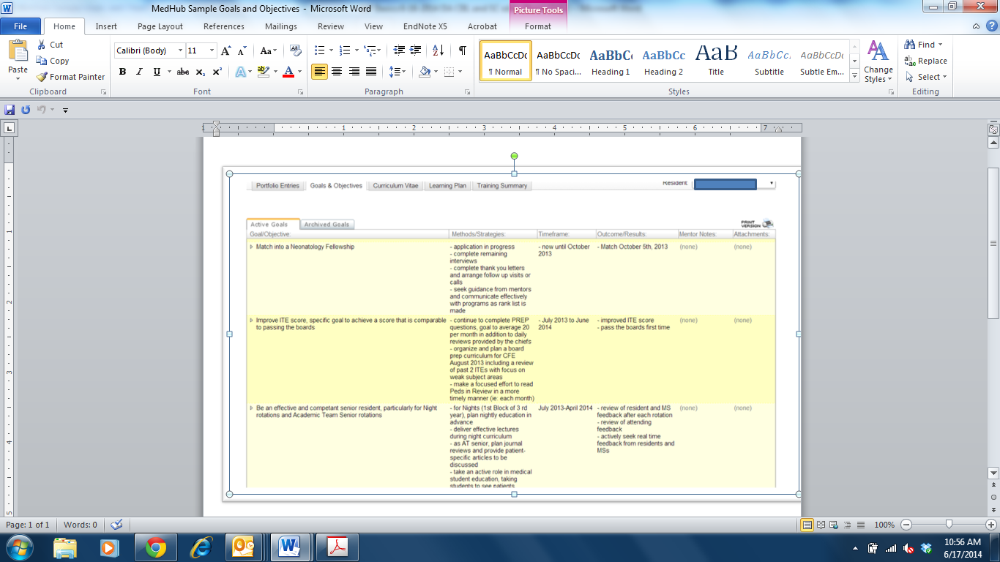 MedHub Sample Goals and Objectives - Microsoft Word
Picture Tools
File Home Insert Page Layout References Mailings Review View EndNote X5 Acrobat Format
Paste
Cut
Copy
Format Painter
Clipboard
Calibri (Body) 11
Font
Paragraph
AaBbCcDc AaBbCcDc AaBbCc AaBbCc AaB AaBbCc. AaBbCcDc
¶ Normal ¶ No Spaci... Heading 1 Heading 2 Title Subtitle Subtle Em...
Styles
Change
Styles
Find
Replace
Select
Editing
1 1 2 3 4 5 6 7
Portfolio Entries Goals & Objectives Curriculum Vitae Learning Plan Training Summary Resident:
Active Goals Archived Goals PRINT
VERSION
Goal/Objective: Methods/Strategies: Timeframe: Outcome/Results: Mentor Notes: Attachments:
Match into a Neonatology Fellowship
- application in progress
- complete remaining
interviews
- complete thank you letters
and arrange follow up visits or
calls
- seek guidance from mentors
and communicate effectively
with programs as rank list is
made
- now until October
2013
- Match October 5th, 2013
(none)
(none)
Improve ITE score, specific goal to achieve a score that is comparable
to passing the boards
- continue to complete PREP
questions, goal to average 20
per month in addition to daily
reviews provided by the chiefs
- organize and plan a board
prep curriculum for CFE
August 2013 including a review
of past 2 ITEs with focus on
weak subject areas
- make a focused effort to read
Peds in Review in a more
timely manner (ie: each month)
- July 2013 to June
2014
- improved ITE score
- pass the boards first time
(none)
(none)
Be an effective and competant senior resident, particularly for Night
rotations and Academic Team Senior rotations
- for Nights (1st Block of 3 rd
year), plan nightly education in
advance
- deliver effective lectures
during night curriculum
- as AT senior, plan journal
reviews and provide patient-
specific articles to be
discussed
- take an active role in medical
student education, taking
students to see patients
July 2013-April 2014
- review of resident and MS
feedback after each rotation
- review of attending
feedback
- actively seek real time
feedback from residents and
MSs
(none)
(none)
Page: 1 of 1 Words: 0 100%
10:56 AM
6/17/2014